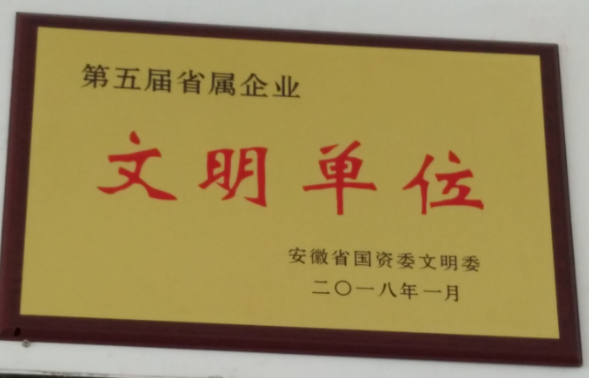 第五届省属企业
文明单位
安徽省国资委文明委
二〇一八年一月